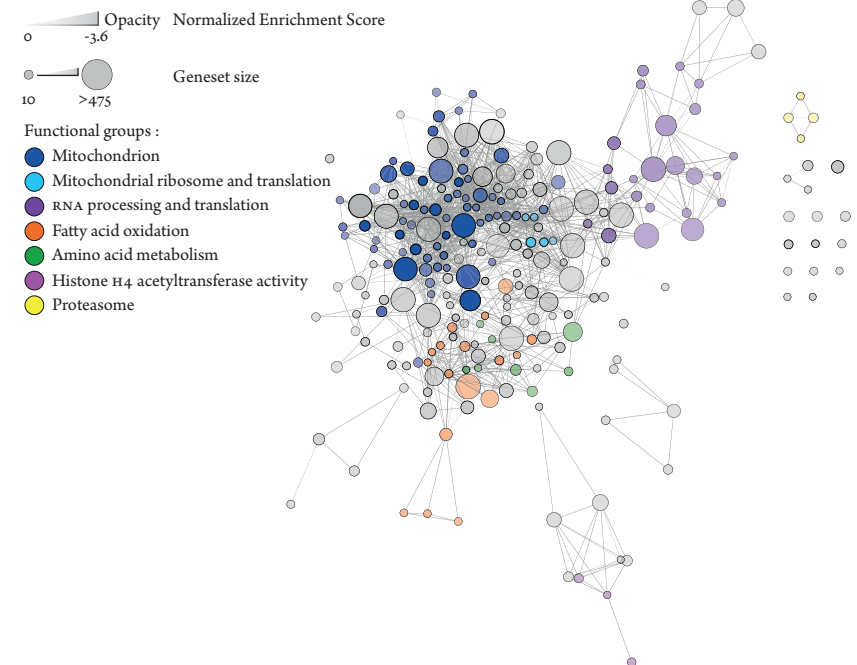 Opacity Normalized Enrichment Score
0 -3.6
Geneset size
10 >475
Functional groups :
Mitochondrion
Mitochondrial ribosome and translation
RNA processing and translation
Fatty acid oxidation
Amino acid metabolism
Histone H4 acetyltransferase activity
Proteasome